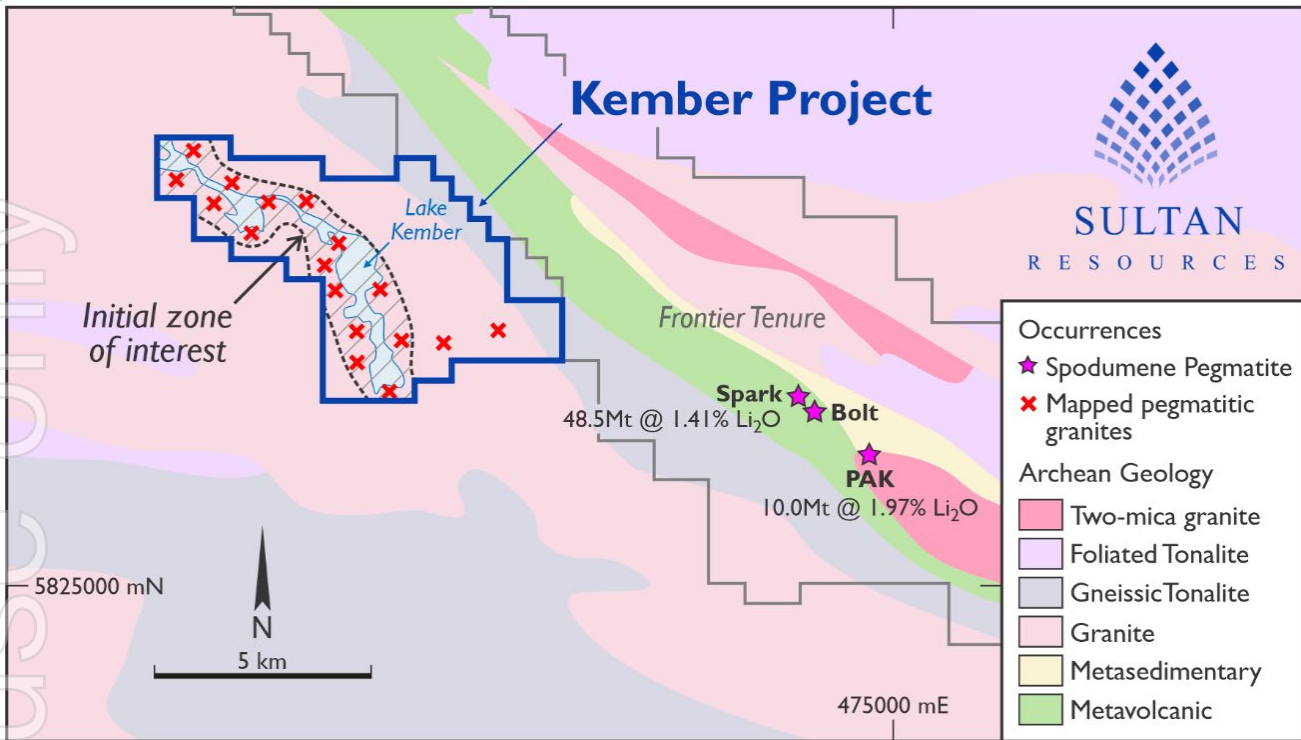 Kember Project
SULTAN
RESOURCES
Lake
Kember
Initial zone
of interest
Frontier Tenure
Spark
48.5Mt @ 1.41% Li₂O
Bolt
PAK
10.0Mt @ 1.97% Li₂O
5825000 mN
N
5 km
475000 mE
Occurrences
Spodumene Pegmatite
Mapped pegmatitic
granites
Archean Geology
Two-mica granite
Foliated Tonalite
Gneissic Tonalite
Granite
Metasedimentary
Metavolcanic
only